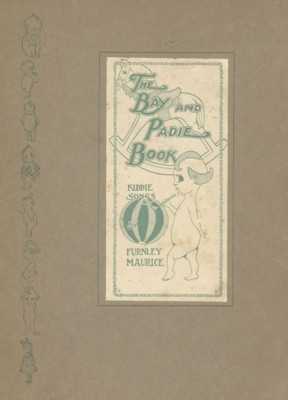 THE
BAY AND
PADIE
BOOK
KIDDIE
SONGS
FURNLEY
MAURICE